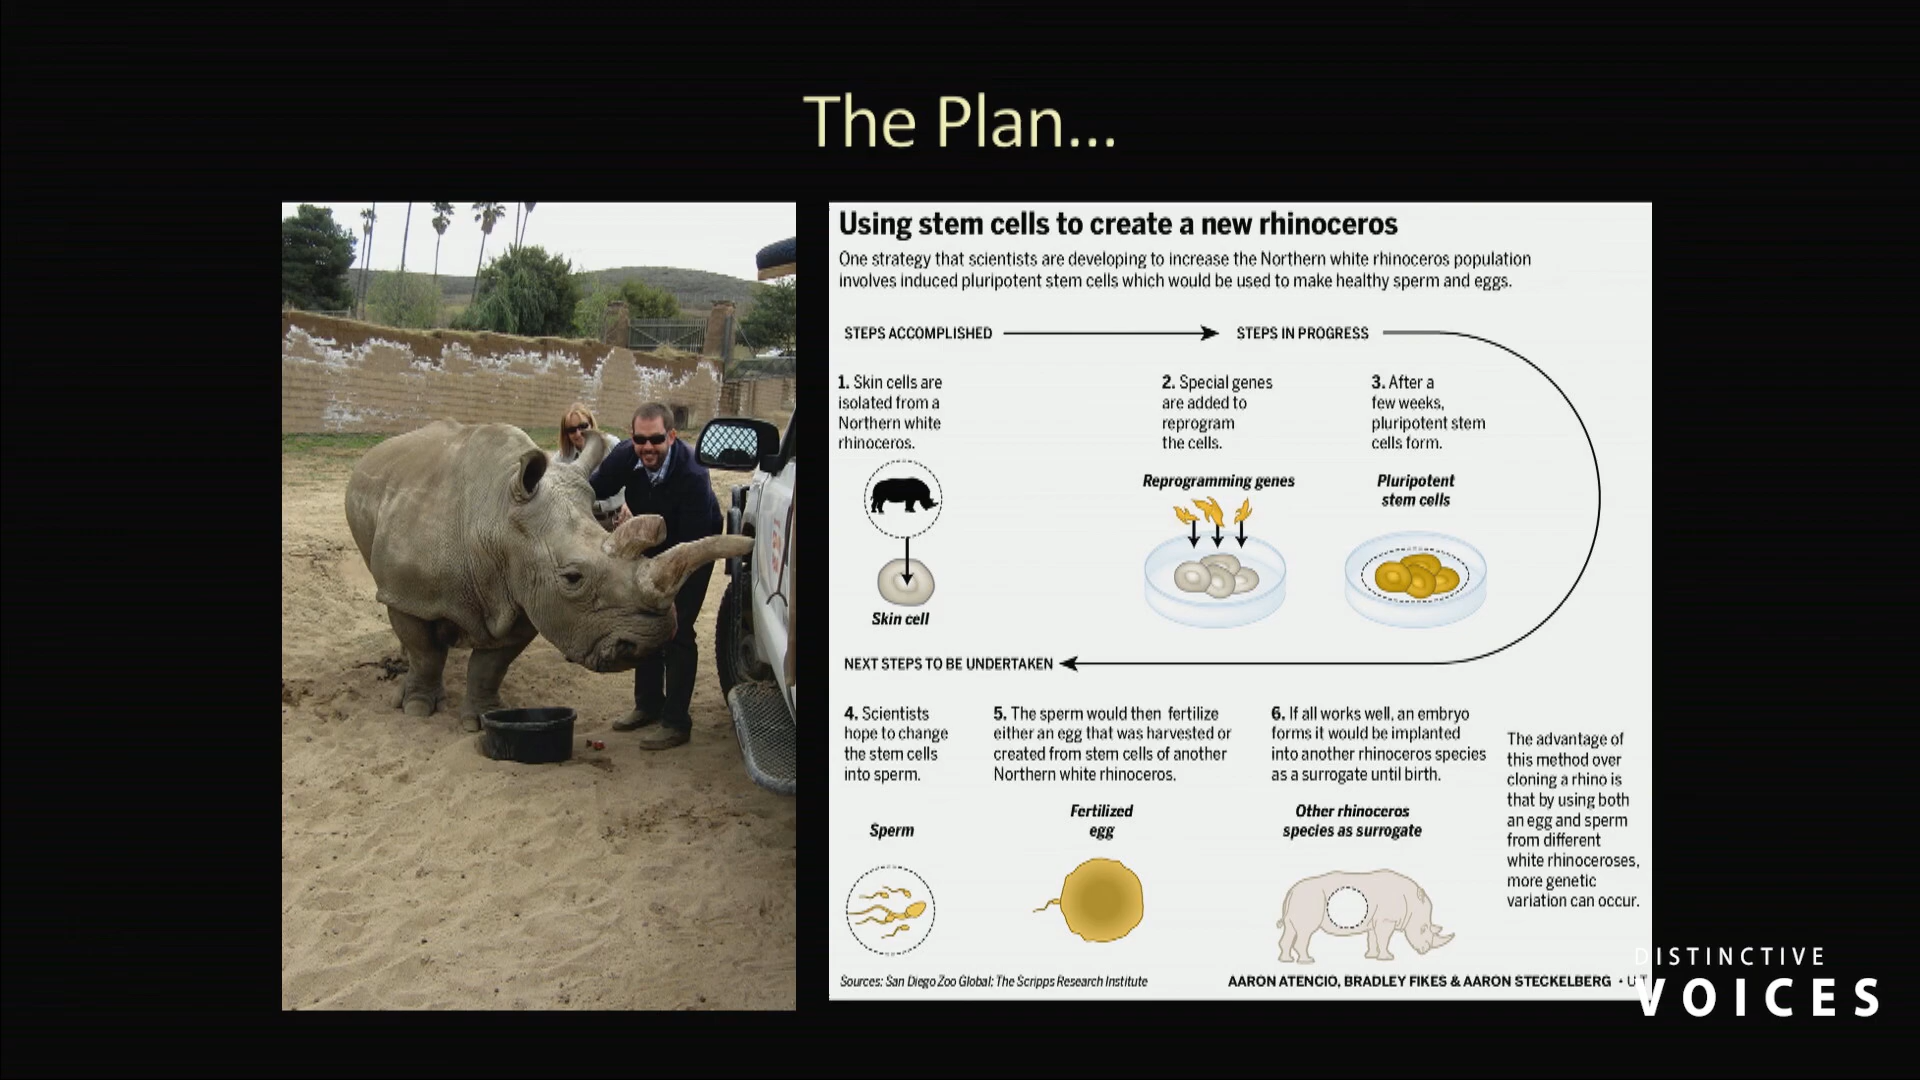 The Plan...
Using stem cells to create a new rhinoceros
One strategy that scientists are developing to increase the Northern white rhinoceros population
involves induced pluripotent stem cells which would be used to make healthy sperm and eggs.
STEPS ACCOMPLISHED
STEPS IN PROGRESS
1. Skin cells are
isolated from a
Northern white
rhinoceros.
Skin cell
2. Special genes
are added to
reprogram
the cells.
Reprogramming genes
3. After a
few weeks,
pluripotent stem
cells form.
Pluripotent
stem cells
NEXT STEPS TO BE UNDERTAKEN
4. Scientists
hope to change
the stem cells
into sperm.
Sperm
5. The sperm would then fertilize
either an egg that was harvested or
created from stem cells of another
Northern white rhinoceros.
Fertilized
egg
6. If all works well, an embryo
forms it would be implanted
into another rhinoceros species
as a surrogate until birth.
Other rhinoceros
species as surrogate
The advantage of
this method over
cloning a rhino is
that by using both
an egg and sperm
from different
white rhinoceroses,
more genetic
variation can occur.
Sources: San Diego Zoo Global; The Scripps Research Institute
AARON ATENCIO, BRADLEY FIKES & AARON STECKELBERG •
DISTINCTIVE
VOICES